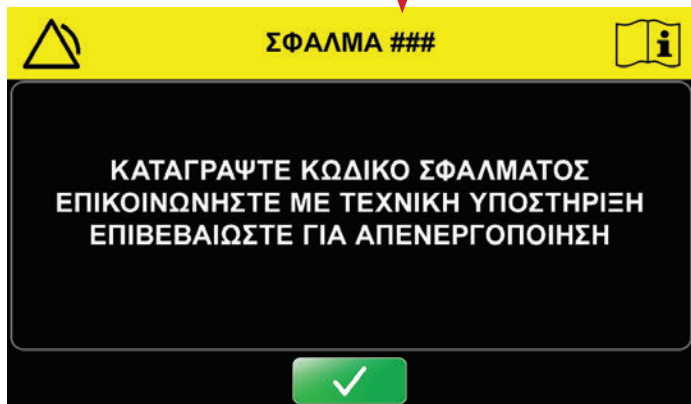 ΣΦΑΛΜΑ ###
i
ΚΑΤΑΓΡΑΨΤΕ ΚΩΔΙΚΟ ΣΦΑΛΜΑΤΟΣ
ΕΠΙΚΟΙΝΩΝΗΣΤΕ ΜΕ ΤΕΧΝΙΚΗ ΥΠΟΣΤΗΡΙΞΗ
ΕΠΙΒΕΒΑΙΩΣΤΕ ΓΙΑ ΑΠΕΝΕΡΓΟΠΟΙΗΣΗ